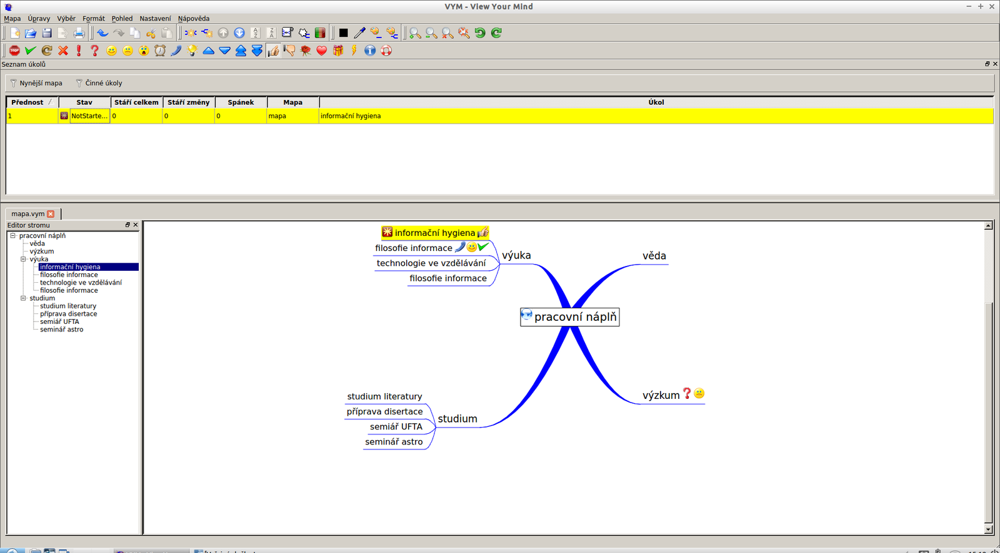 VYM - View Your Mind
Mapa Úpravy Výběr Formát Pohled Nastavení Nápověda
Seznam úkolů
Nynější mapa Činné úkoly
Přednost Stav Stáří celkem Stáří změny Spánek Mapa Úkol
1 NotStarte... 0 0 0 mapa informační hygiena
mapa.vym
Editor stromu
pracovní náplň
věda
výzkum
výuka
informační hygiena
filosofie informace
technologie ve vzdělávání
filosofie informace
studium
studium literatury
příprava disertace
semiář UFTA
seminář astro
informační hygiena
filosofie informace
technologie ve vzdělávání
filosofie informace
výuka
věda
pracovní náplň
výzkum
studium literatury
příprava disertace
semiář UFTA
seminář astro
studium